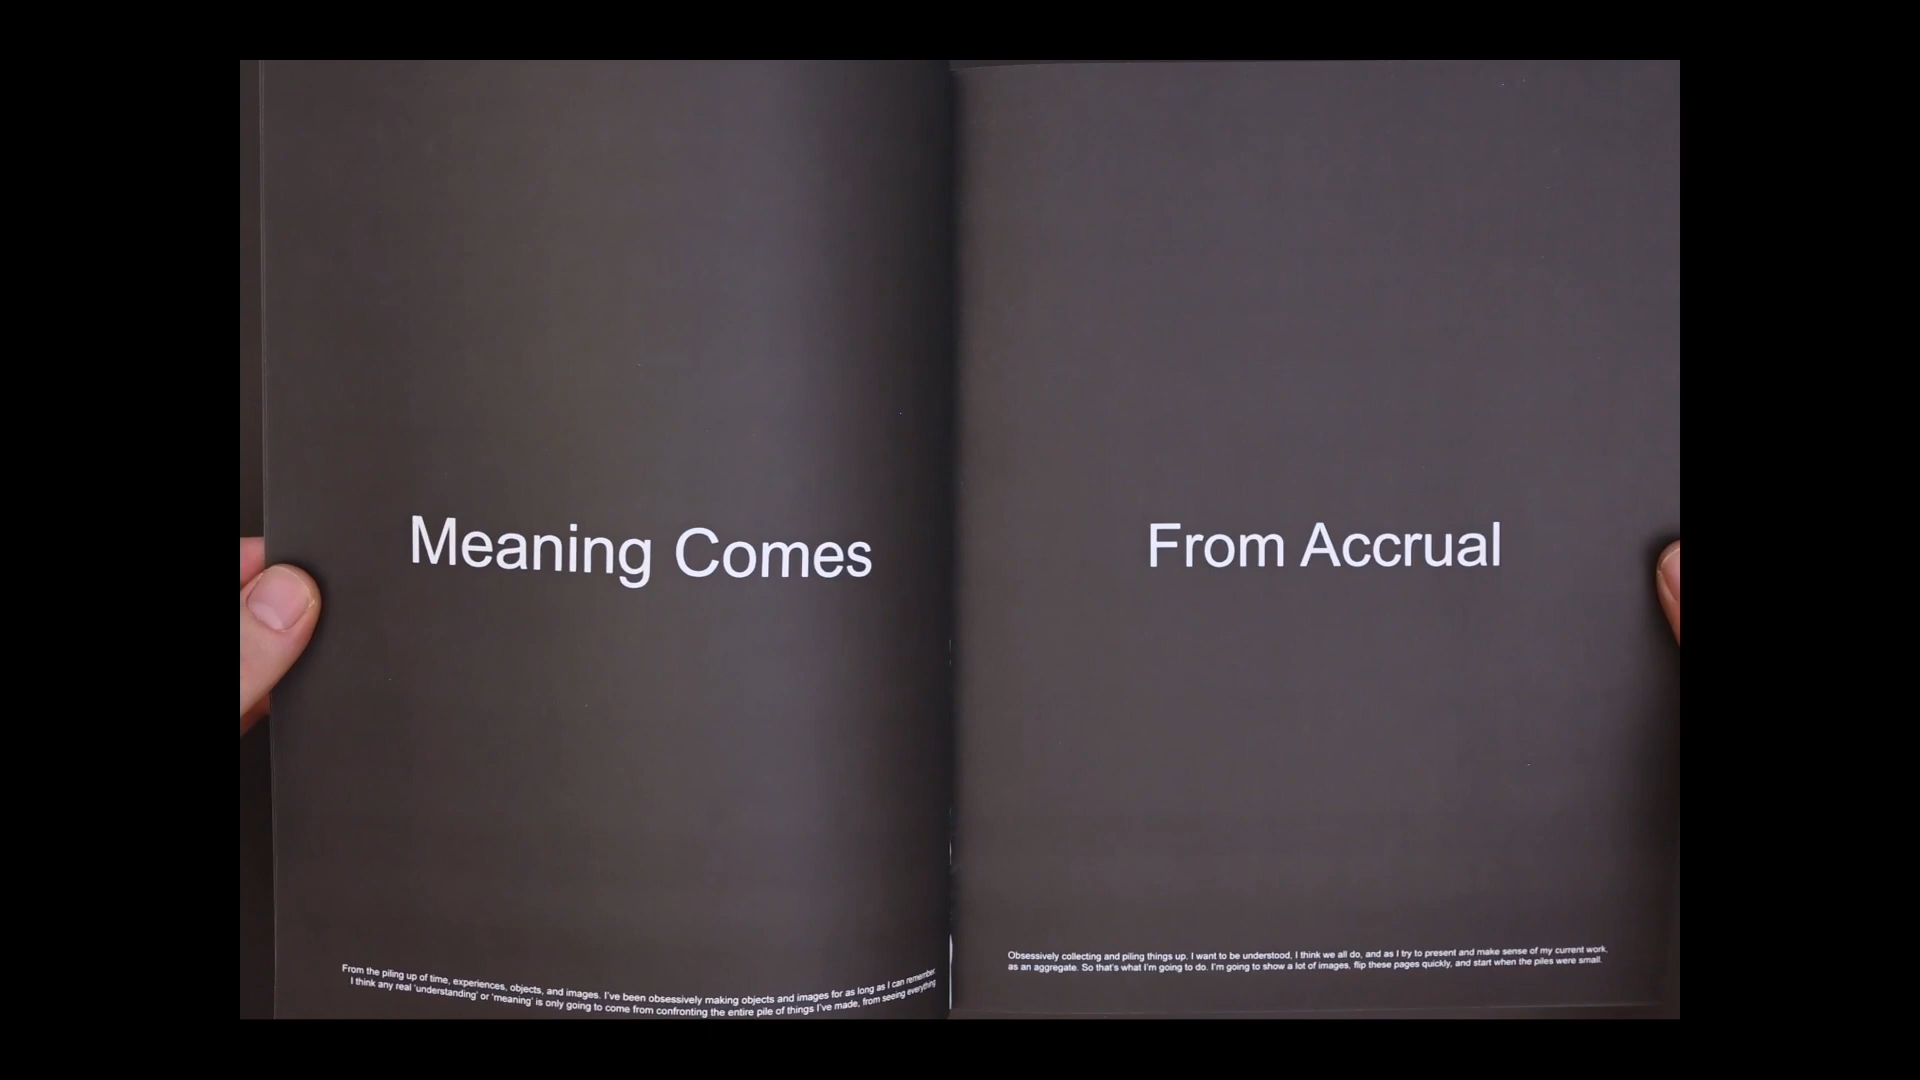 Meaning Comes
From the piling up of time, experiences, objects, and images. I've been obsessively making objects and images for as long as I can remember.
I think any real 'understanding' or 'meaning' is only going to come from confronting the entire pile of things I've made, from seeing everything
From Accrual
Obsessively collecting and piling things up. I want to be understood, I think we all do, and as I try to present and make sense of my current work,
as an aggregate. So that's what I'm going to do. I'm going to show a lot of images, flip these pages quickly, and start when the piles were small.